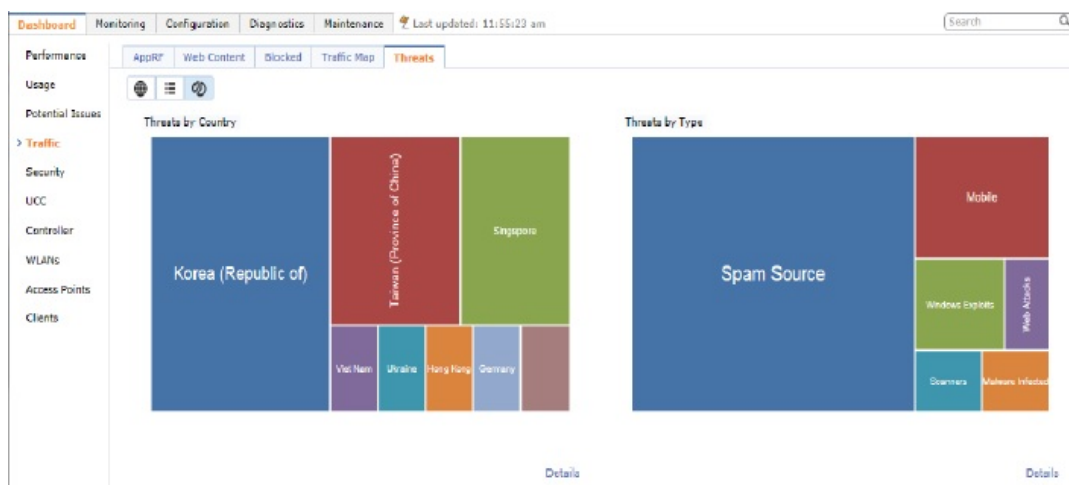 Dashboard Monitoring Configuration Diagnostics Maintenance Last updated: 11:55:23 am Search
Performance
Usage
Potential Issues
Traffic
Security
UCC
Controller
WLANs
Access Points
Clients
AppRF Web Content Blocked Traffic Map Threats
Threats by Country
Korea (Republic of)
Taiwan (Province of China)
Singapore
Viet Nam
Ukraine
Hong Kong
Germany
Details
Threats by Type
Spam Source
Mobile
Windows Exploits
Web Attacks
Scanners
Malware Infected
Details